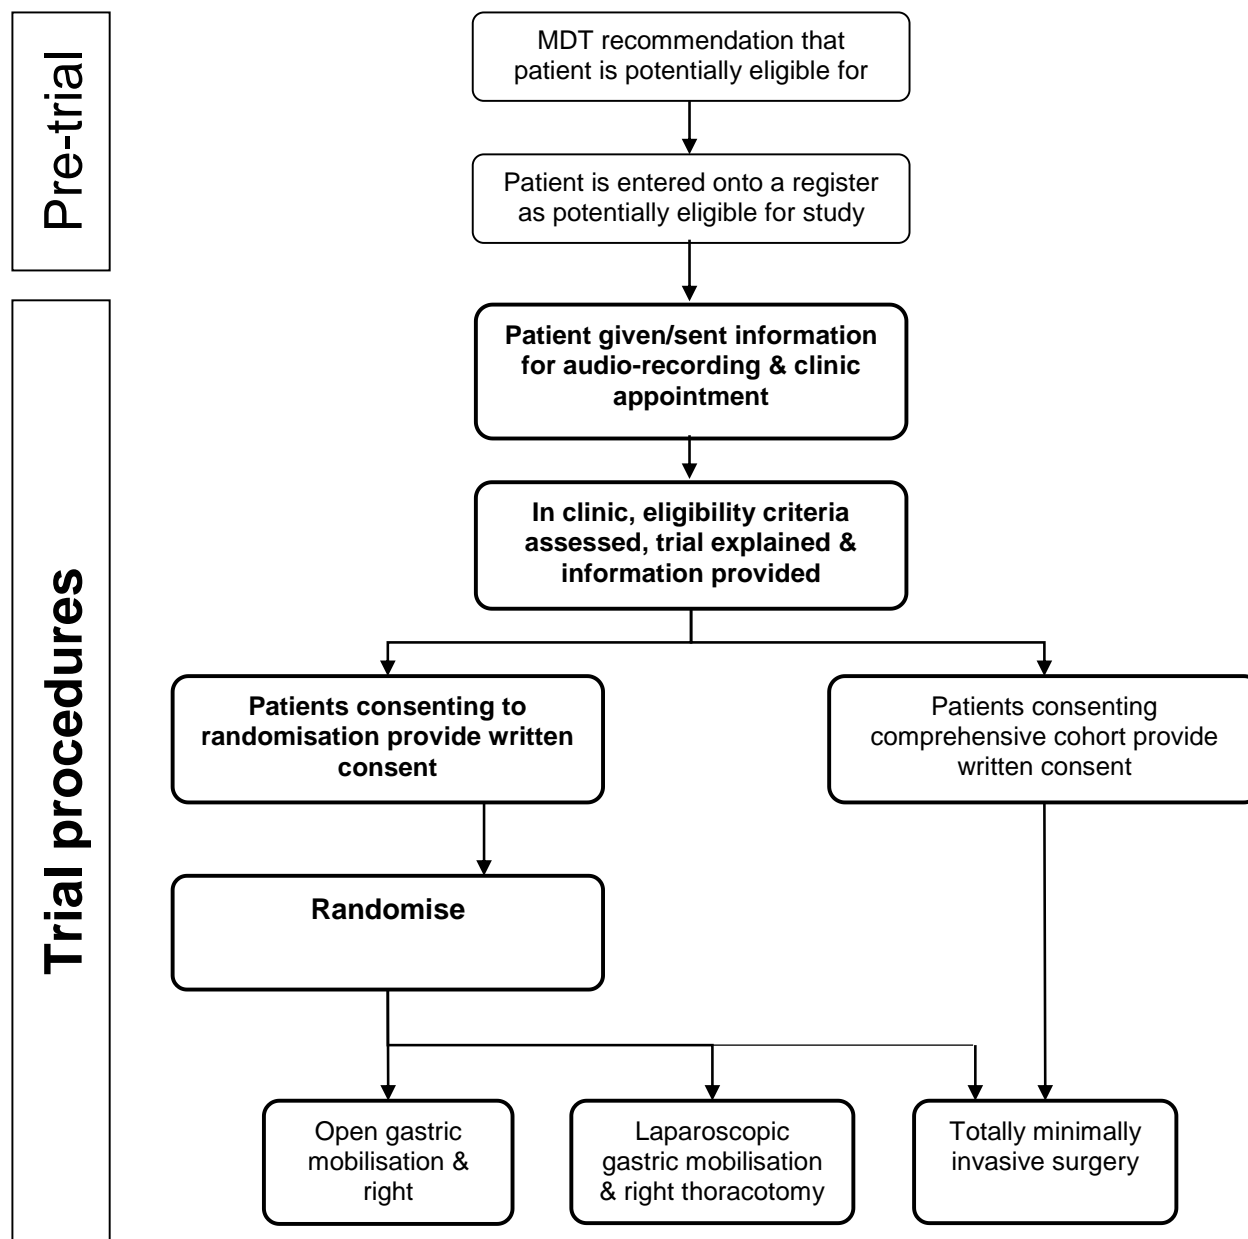 Pre-trial
MDT recommendation that
patient is potentially eligible for
Patient is entered onto a register
as potentially eligible for study
Trial procedures
Patient given/sent information
for audio-recording & clinic
appointment
In clinic, eligibility criteria
assessed, trial explained &
information provided
Patients consenting to
randomisation provide written
consent
Patients consenting
comprehensive cohort provide
written consent
Randomise
Open gastric
mobilisation &
right
Laparoscopic
gastric mobilisation
& right thoracotomy
Totally minimally
invasive surgery